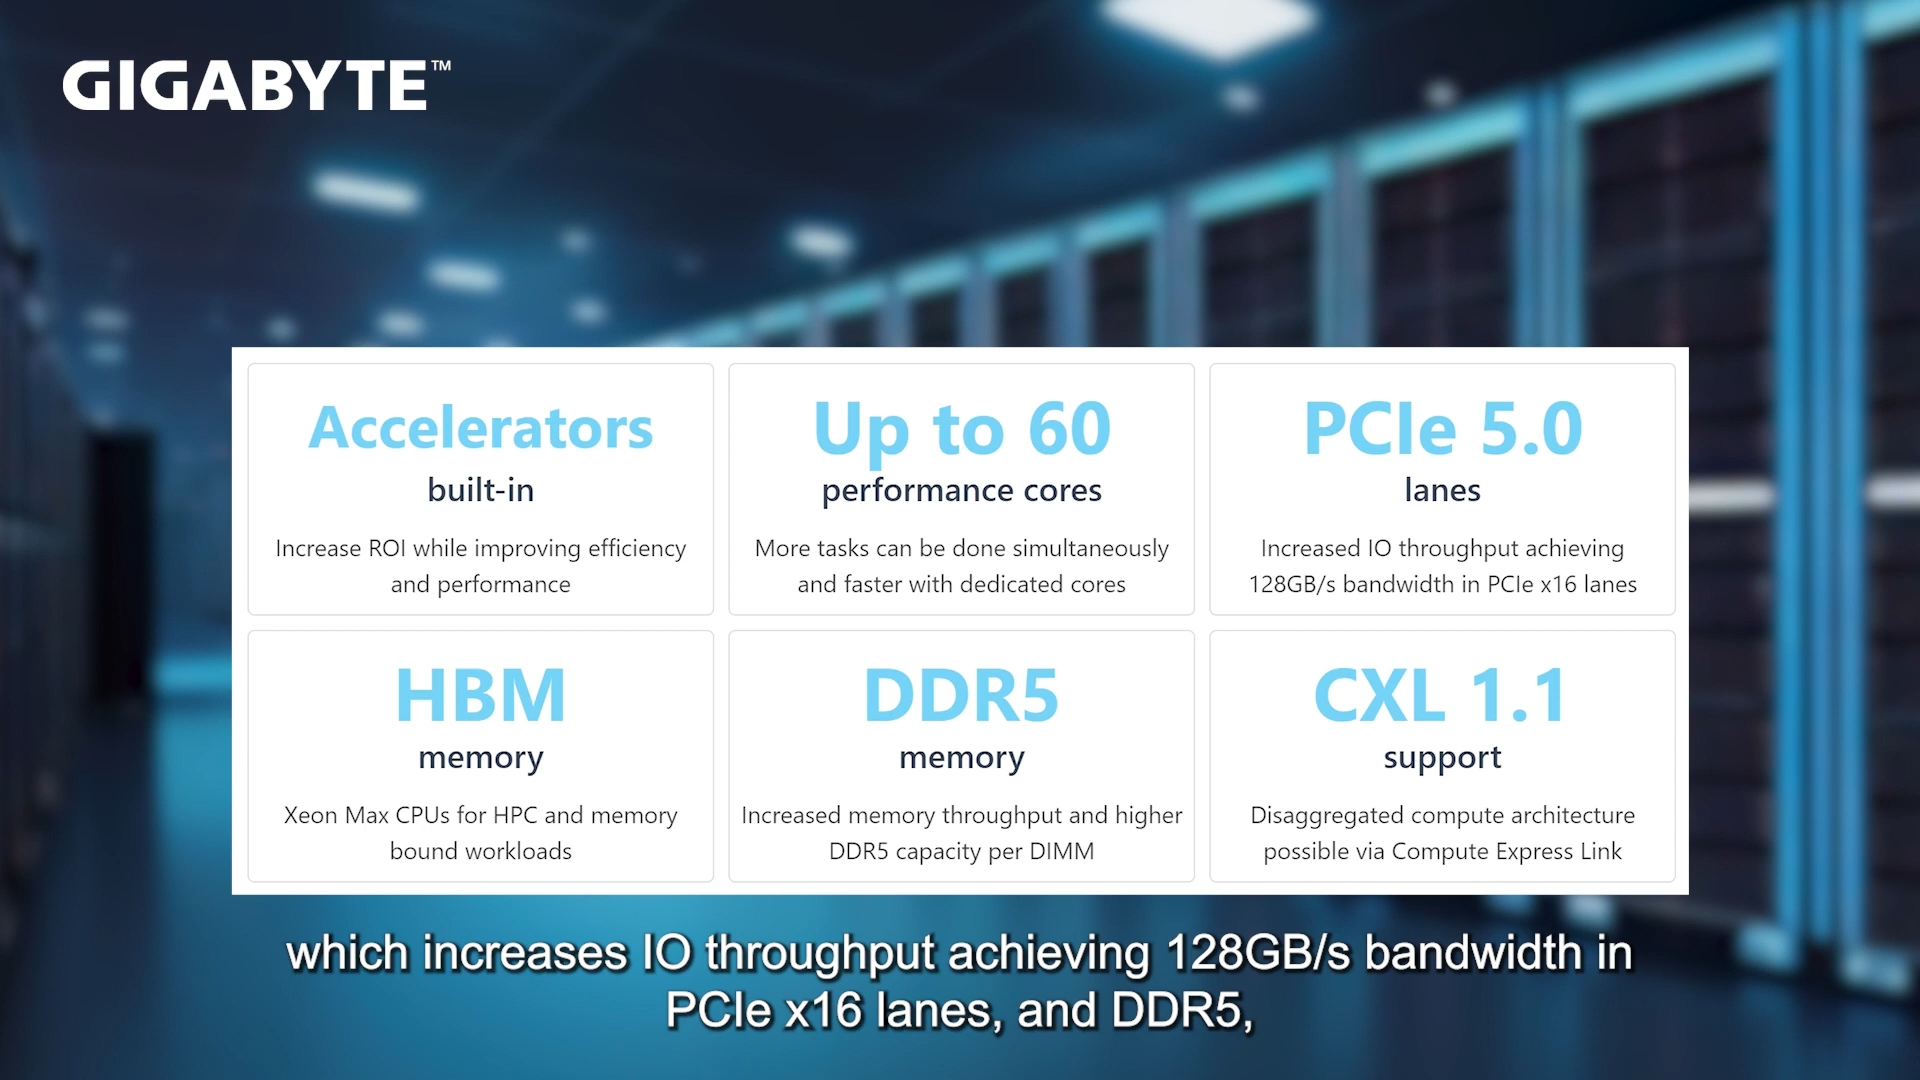 GIGABYTE™
Accelerators
built-in
Increase ROI while improving efficiency
and performance
Up to 60
performance cores
More tasks can be done simultaneously
and faster with dedicated cores
PCIe 5.0
lanes
Increased IO throughput achieving
128GB/s bandwidth in PCIe x16 lanes
HBM
memory
Xeon Max CPUs for HPC and memory
bound workloads
DDR5
memory
Increased memory throughput and higher
DDR5 capacity per DIMM
CXL 1.1
support
Disaggregated compute architecture
possible via Compute Express Link
which increases IO throughput achieving 128GB/s bandwidth in
PCIe x16 lanes, and DDR5,